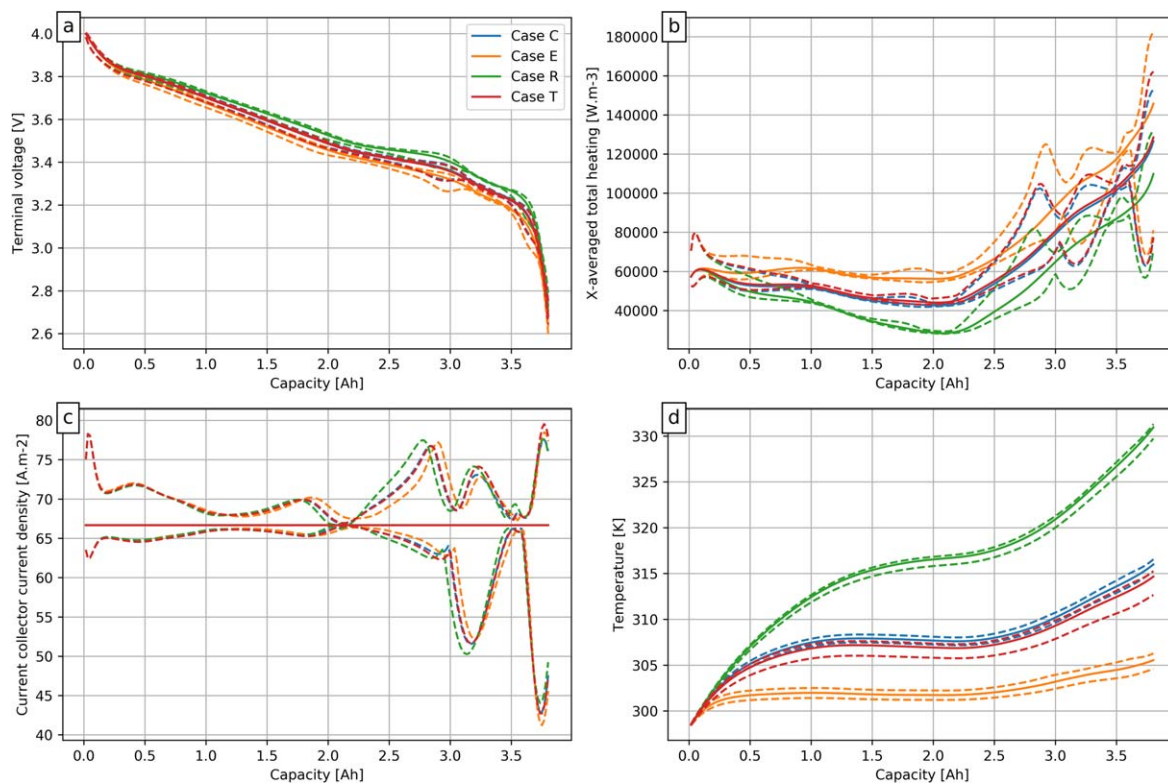 a
Terminal voltage [V]
4.0
3.8
3.6
3.4
3.2
3.0
2.8
2.6
Case C
Case E
Case R
Case T
0.0 0.5 1.0 1.5 2.0 2.5 3.0 3.5
Capacity [Ah]
b
X-averaged total heating [W.m-3]
180000
160000
140000
120000
100000
80000
60000
40000
0.0 0.5 1.0 1.5 2.0 2.5 3.0 3.5
Capacity [Ah]
c
Current collector current density [A.m-2]
80
75
70
65
60
55
50
45
40
0.0 0.5 1.0 1.5 2.0 2.5 3.0 3.5
Capacity [Ah]
d
Temperature [K]
330
325
320
315
310
305
300
0.0 0.5 1.0 1.5 2.0 2.5 3.0 3.5
Capacity [Ah]